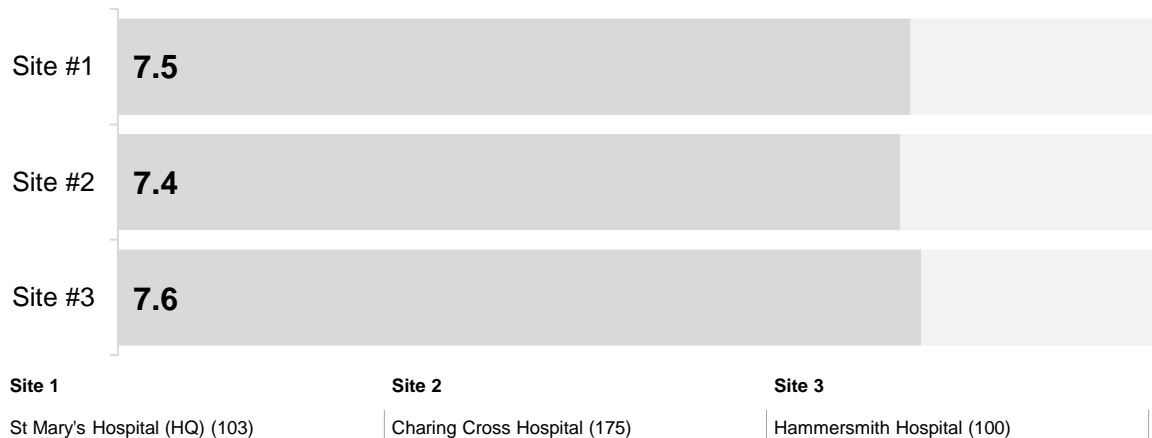 Site #1 7.5
Site #2 7.4
Site #3 7.6
Site 1 Site 2 Site 3
St Mary's Hospital (HQ) (103) Charing Cross Hospital (175) Hammersmith Hospital (100)